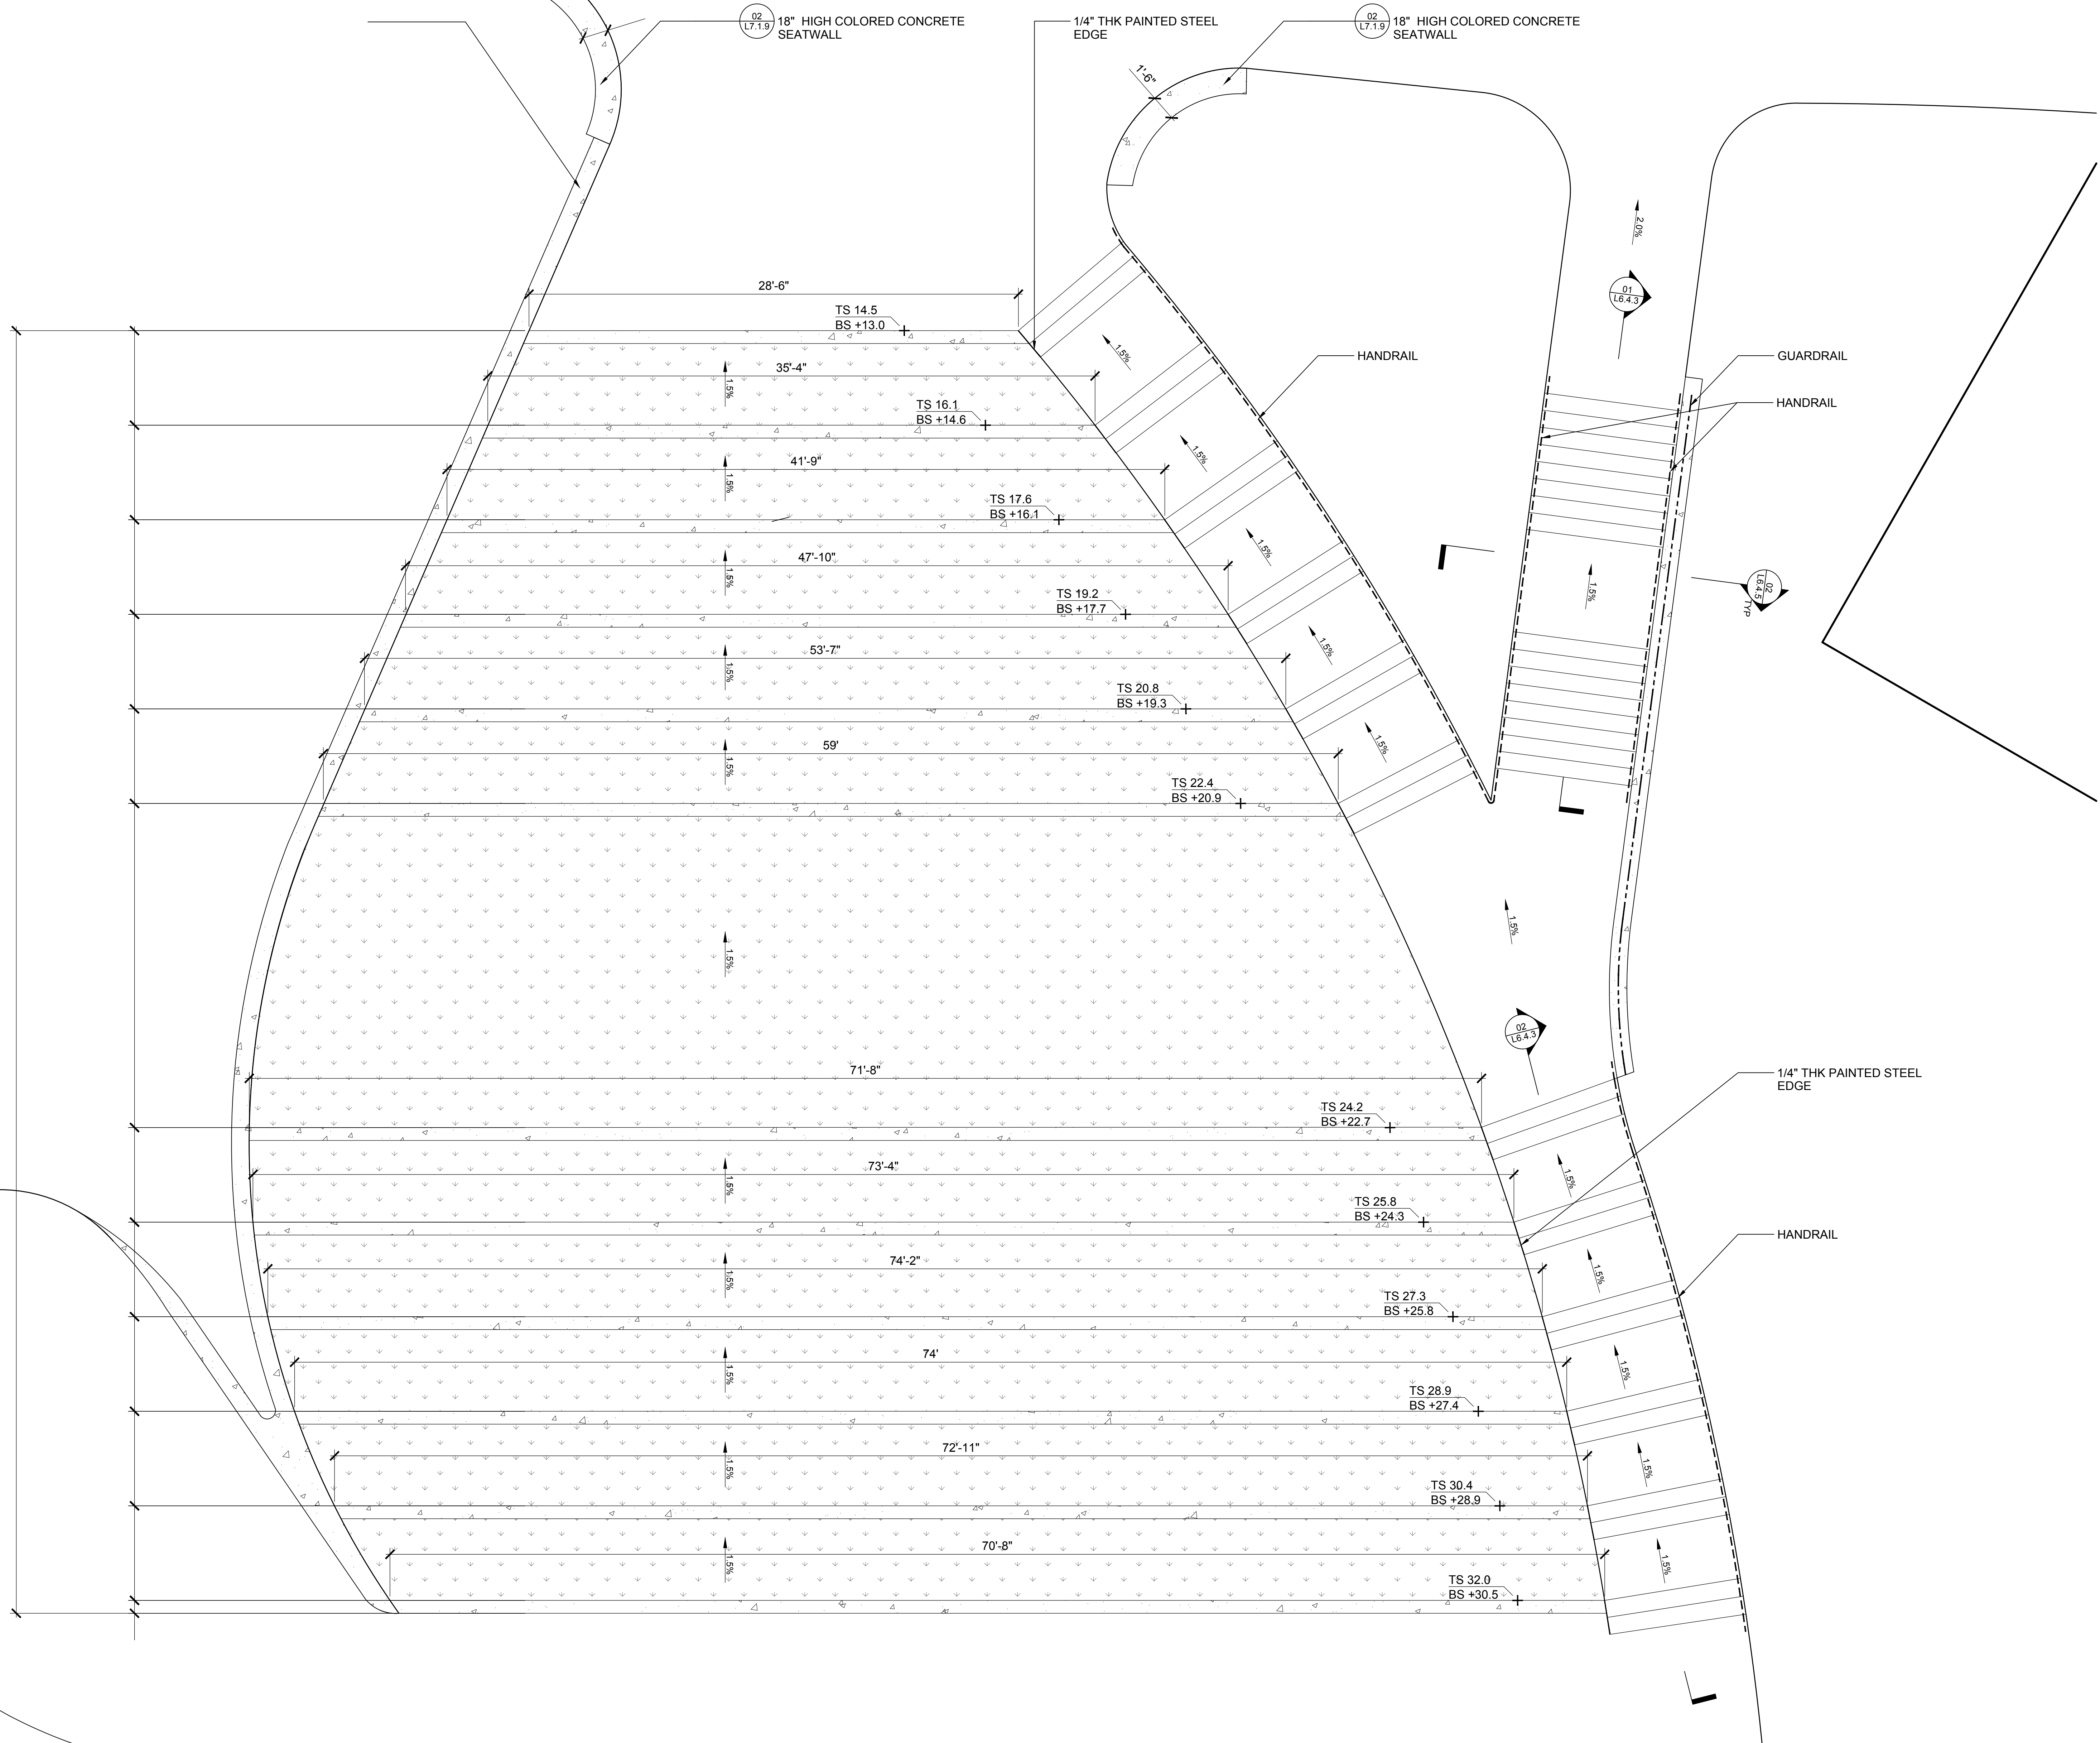 02
L7.1.9
18" HIGH COLORED CONCRETE
SEATWALL
1/4" THK PAINTED STEEL
EDGE
02
L7.1.9
18" HIGH COLORED CONCRETE
SEATWALL
1'-6"
2.0%
01
L6.4.3
28'-6"
TS 14.5
BS +13.0
1.5%
HANDRAIL
GUARDRAIL
35'-4"
1.5%
HANDRAIL
TS 16.1
BS +14.6
1.5%
41'-9"
1.5%
TS 17.6
BS +16.1
1.5%
47'-10"
1.5%
1.5%
02
L6.4.5
TYP
TS 19.2
BS +17.7
1.5%
53'-7"
1.5%
TS 20.8
BS +19.3
1.5%
59'
1.5%
TS 22.4
BS +20.9
1.5%
1.5%
02
L6.4.3
71'-8"
1/4" THK PAINTED STEEL
EDGE
TS 24.2
BS +22.7
73'-4"
1.5%
1.5%
TS 25.8
BS +24.3
HANDRAIL
74'-2"
1.5%
1.5%
TS 27.3
BS +25.8
74'
1.5%
1.5%
TS 28.9
BS +27.4
72'-11"
1.5%
1.5%
TS 30.4
BS +28.9
70'-8"
1.5%
1.5%
TS 32.0
BS +30.5